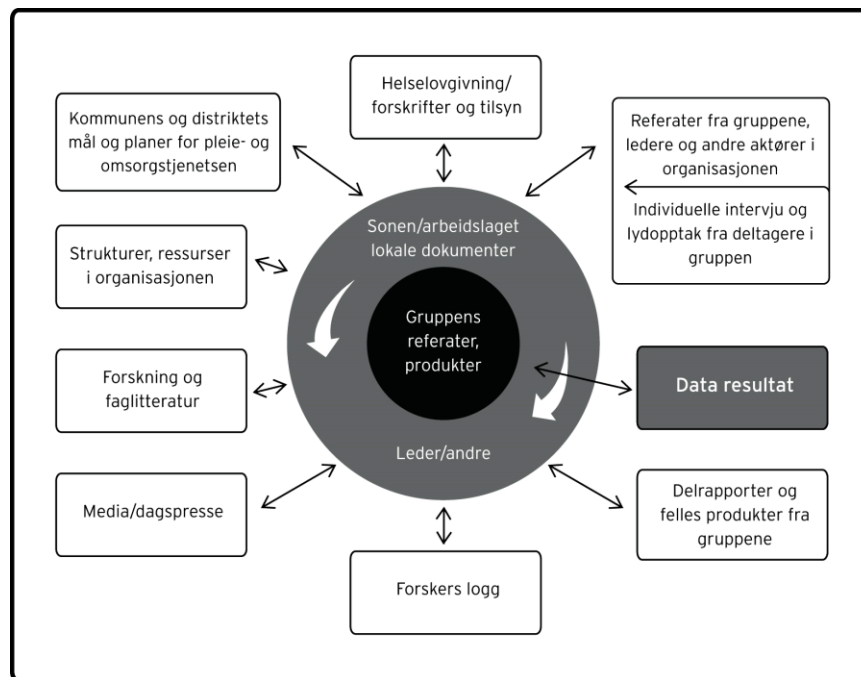 Helselovgivning/
forskrifter og tilsyn
Kommunens og distriktets
mål og planer for pleie- og
omsorgstjenetsen
Referater fra gruppene,
ledere og andre aktører i
organisasjonen
Individuelle intervju og
lydopptak fra deltagere i
gruppen
Sonen/arbeidslaget
lokale dokumenter
Strukturer, ressurser
i organisasjonen
Gruppens
referater,
produkter
Forskning og
faglitteratur
Data resultat
Leder/andre
Media/dagspresse
Delrapporter og
felles produkter fra
gruppene
Forskers logg